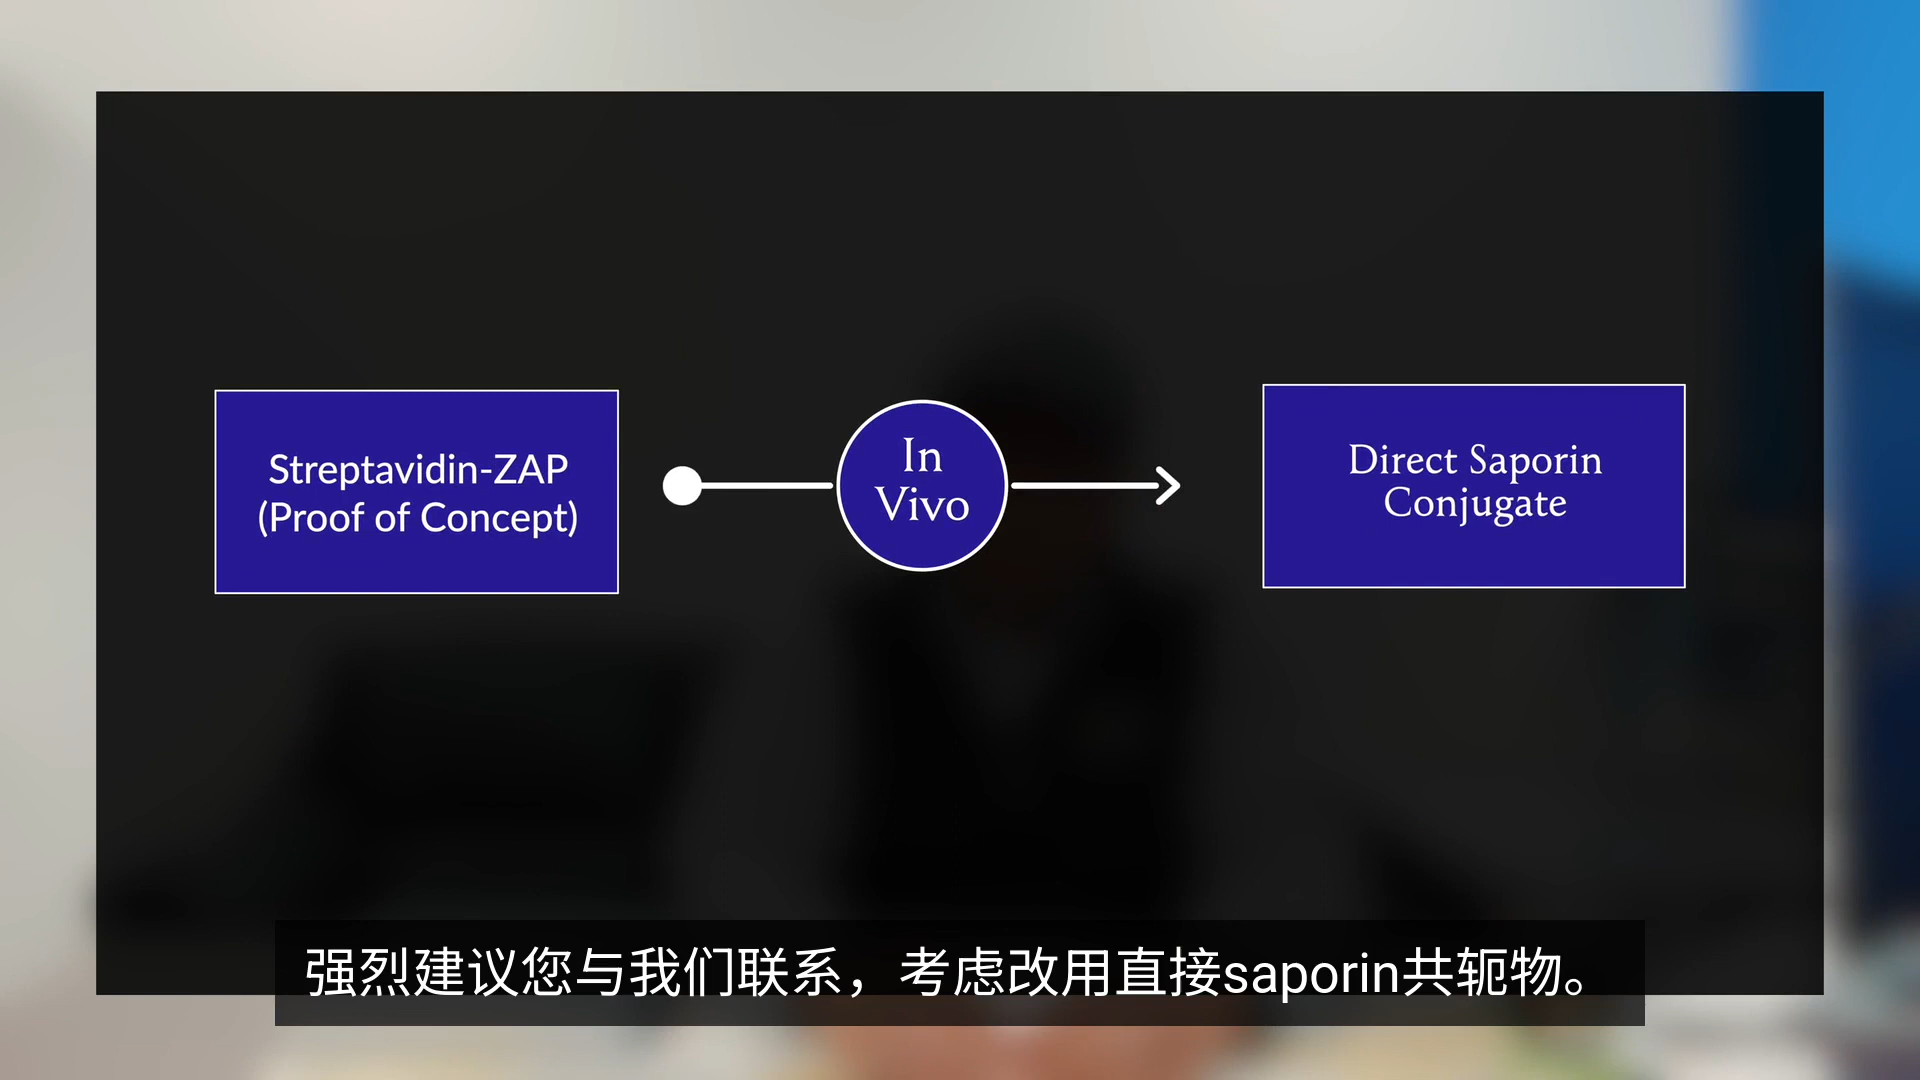 Streptavidin-ZAP
(Proof of Concept)
In
Vivo
Direct Saporin
Conjugate
强烈建议您与我们联系，考虑改用直接saporin共轭物。